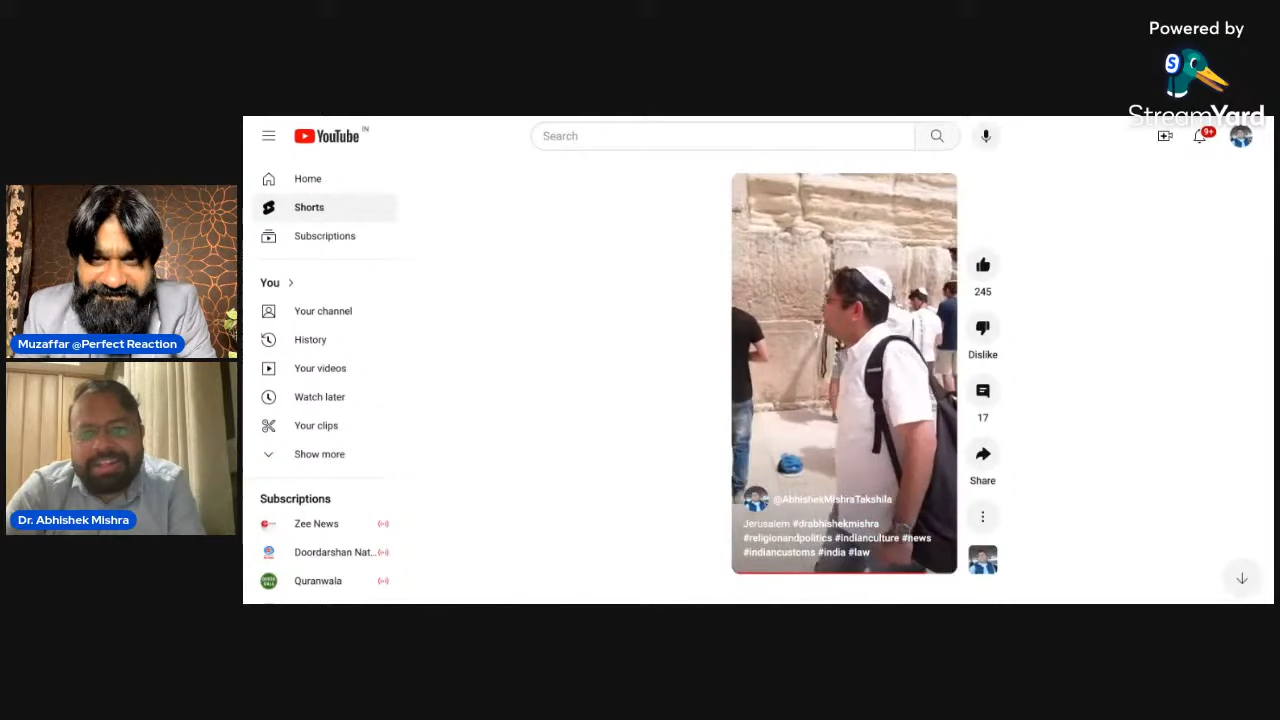 Powered by
StreamYard
YouTube IN
Search
9+
Home
Shorts
Subscriptions
You
Your channel
History
Your videos
Watch later
Your clips
Show more
Subscriptions
Zee News
Doordarshan Nat...
Quranwala
245
Dislike
17
Share
@AbhishekMishraTakshila
Jerusalem #drabhishekmishra
#religionandpolitics #indianculture #news
#indiancustoms #india #law
Muzaffar @Perfect Reaction
Dr. Abhishek Mishra